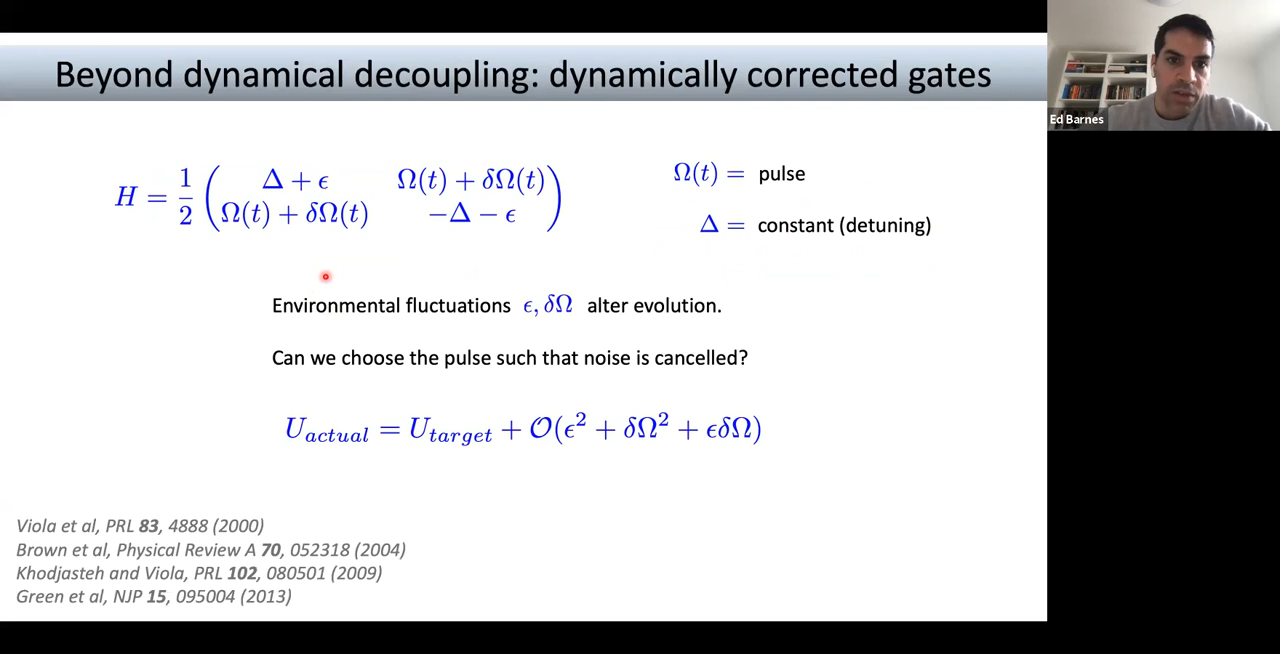 Beyond dynamical decoupling: dynamically corrected gates
Ed Barnes
H = 1/2 ( Δ + ϵ   Ω(t) + δΩ(t)
Ω(t) + δΩ(t)   −Δ − ϵ )
Ω(t) = pulse
Δ = constant (detuning)
Environmental fluctuations ϵ, δΩ alter evolution.
Can we choose the pulse such that noise is cancelled?
U_actual = U_target + 𝒪(ϵ² + δΩ² + ϵδΩ)
Viola et al, PRL 83, 4888 (2000)
Brown et al, Physical Review A 70, 052318 (2004)
Khodjasteh and Viola, PRL 102, 080501 (2009)
Green et al, NJP 15, 095004 (2013)